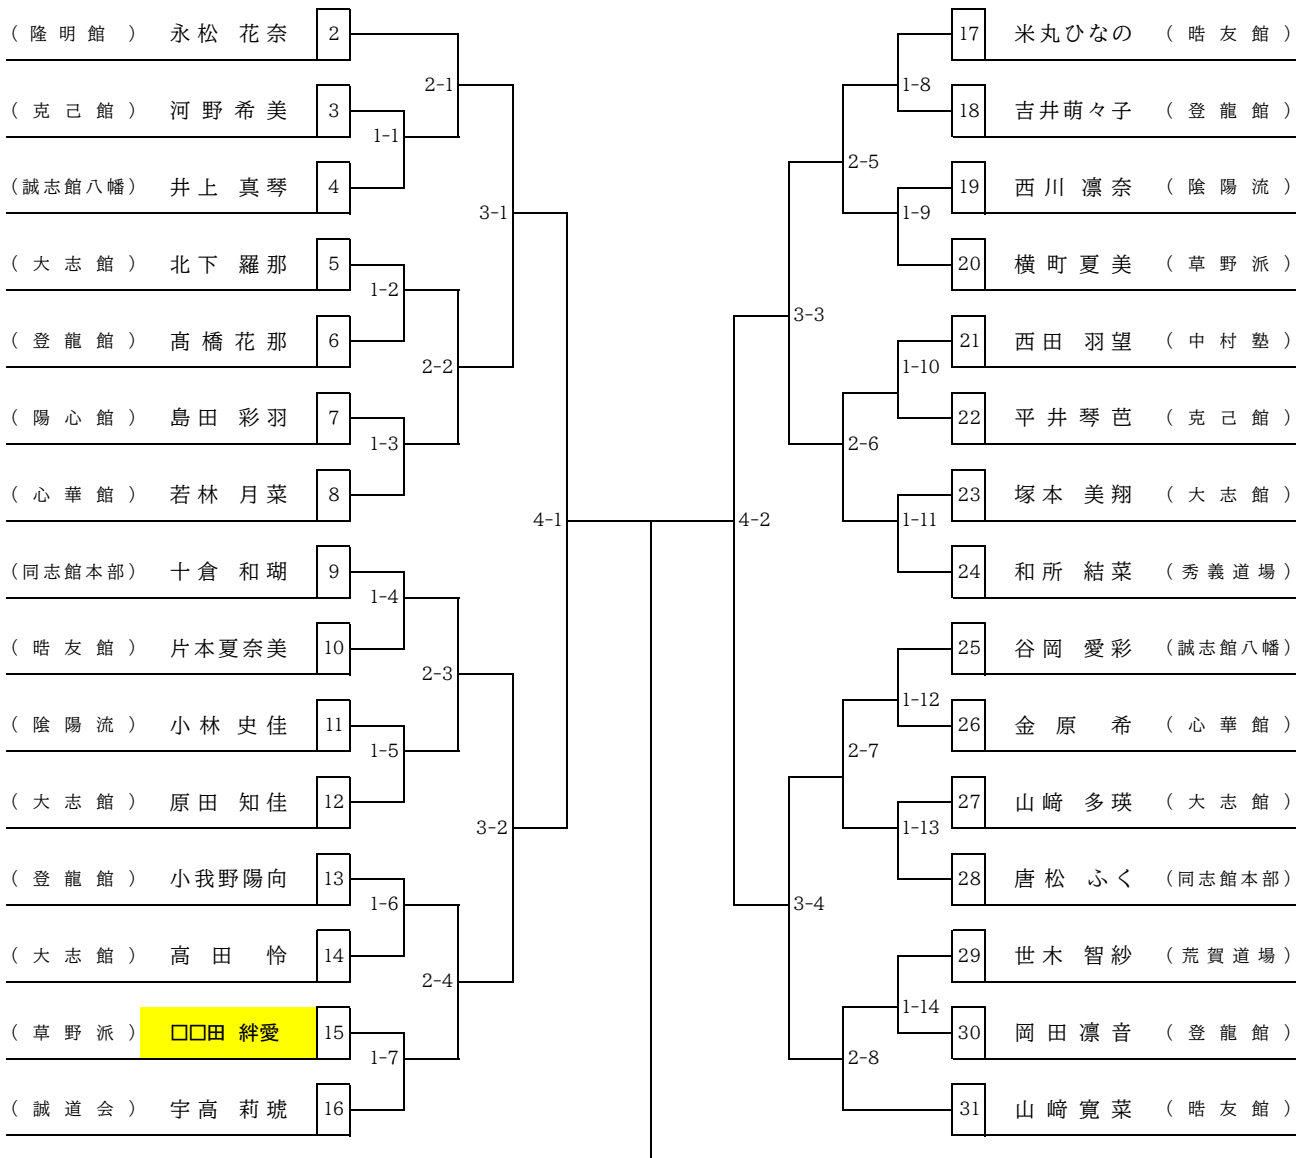 （隆明館） 永松 花奈 2
（克己館） 河野希美 3
（誠志館八幡） 井上 真琴 4
（大志館） 北下 羅那 5
（登龍館） 髙橋花那 6
（陽心館） 島田 彩羽 7
（心華館） 若林 月菜 8
（同志館本部） 十倉 和瑚 9
（晧友館） 片本夏奈美 10
（陰陽流） 小林史佳 11
（大志館） 原田 知佳 12
（登龍館） 小我野陽向 13
（大志館） 高田 怜 14
（草野派） □□田 絆愛 15
（誠道会） 宇高 莉琥 16
1-1
1-2
1-3
1-4
1-5
1-6
1-7
2-1
2-2
2-3
2-4
3-1
3-2
4-1
4-2
3-3
3-4
2-5
2-6
2-7
2-8
1-8
1-9
1-10
1-11
1-12
1-13
1-14
17 米丸ひなの （晧友館）
18 吉井萌々子 （登龍館）
19 西川凛奈 （陰陽流）
20 横町夏美 （草野派）
21 西田 羽望 （中村塾）
22 平井琴芭 （克己館）
23 塚本 美翔 （大志館）
24 和所 結菜 （秀義道場）
25 谷岡 愛彩 （誠志館八幡）
26 金原希 （心華館）
27 山﨑 多瑛 （大志館）
28 唐松 ふく （同志館本部）
29 世木 智紗 （荒賀道場）
30 岡田凛音 （登龍館）
31 山﨑寛菜 （晧友館）